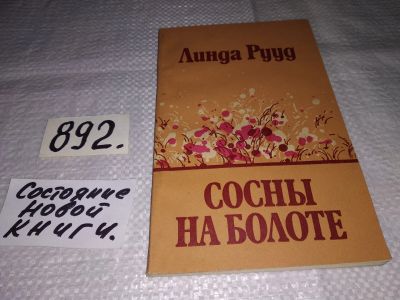 Линда Рууд
СОСНЫ
НА БОЛОТЕ
892.
Состояние
новой
книги.